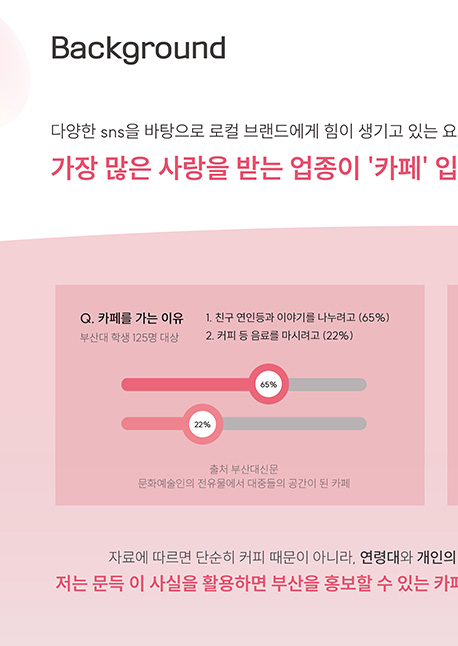 Background
다양한 sns을 바탕으로 로컬 브랜드에게 힘이 생기고 있는 요
가장 많은 사랑을 받는 업종이 '카페' 입
Q. 카페를 가는 이유
부산대 학생 125명 대상
1. 친구 연인등과 이야기를 나누려고 (65%)
2. 커피 등 음료를 마시려고 (22%)
65%
22%
출처 부산대신문
문화예술인의 전유물에서 대중들의 공간이 된 카페
자료에 따르면 단순히 커피 때문이 아니라, 연령대와 개인의
저는 문득 이 사실을 활용하면 부산을 홍보할 수 있는 카페